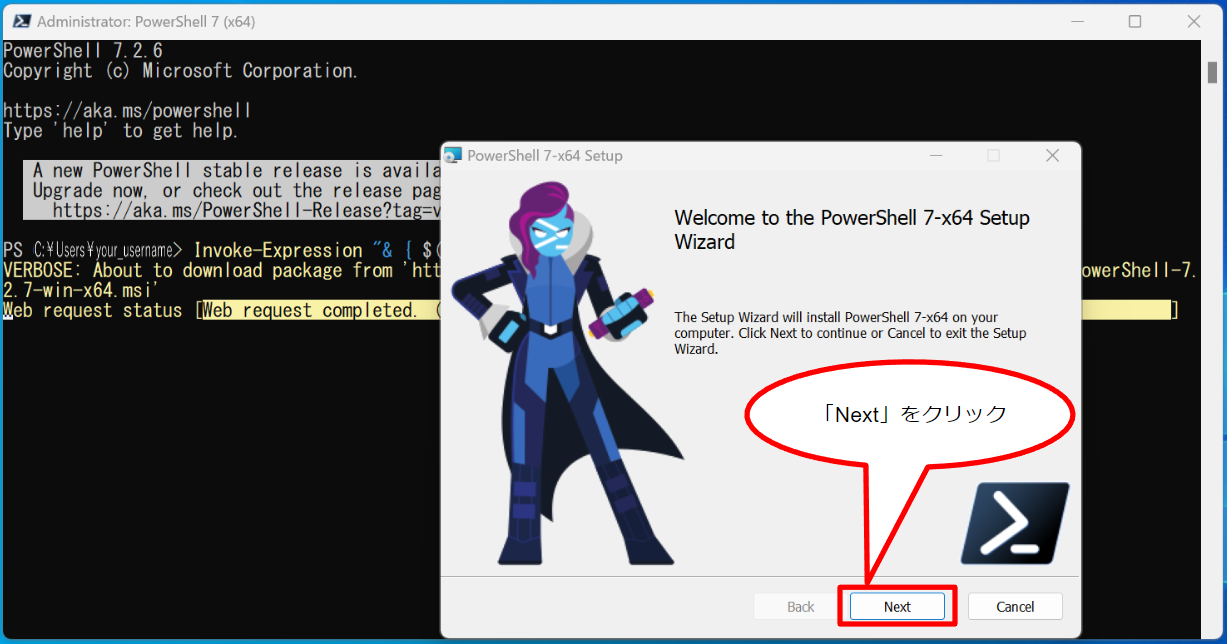 Administrator: PowerShell 7 (x64)
PowerShell 7.2.6
Copyright (c) Microsoft Corporation.
https://aka.ms/powershell
Type 'help' to get help.
A new PowerShell stable release is availa
Upgrade now, or check out the release pag
https://aka.ms/PowerShell-Release?tag=v
PS C:¥Users¥your_username> Invoke-Expression "& { $(
VERBOSE: About to download package from 'htt
owerShell-7.
2.7-win-x64.msi'
Web request status [Web request completed. (
]
PowerShell 7-x64 Setup
Welcome to the PowerShell 7-x64 Setup
Wizard
The Setup Wizard will install PowerShell 7-x64 on your
computer. Click Next to continue or Cancel to exit the Setup
Wizard.
「Next」をクリック
Back
Next
Cancel